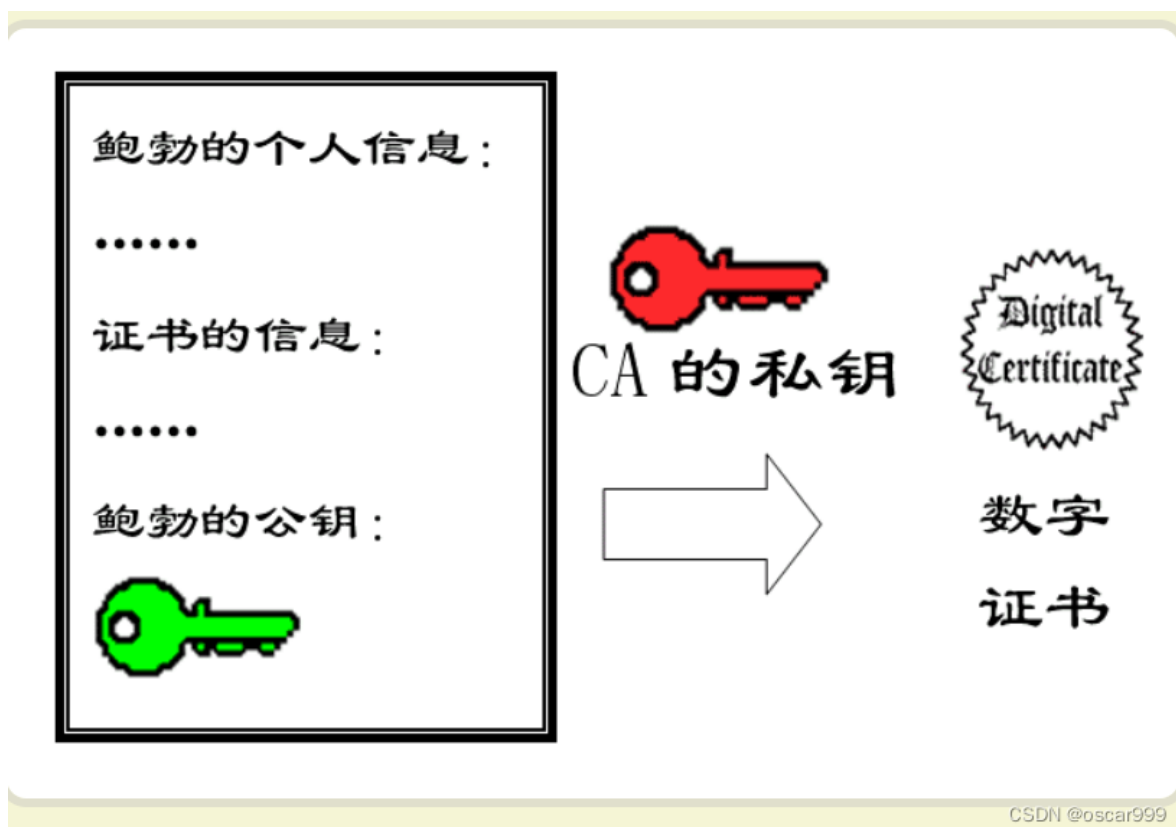 鲍勃的个人信息：
······
证书的信息：
······
鲍勃的公钥：
CA 的私钥
Digital
Certificate
数字
证书
CSDN @oscar999